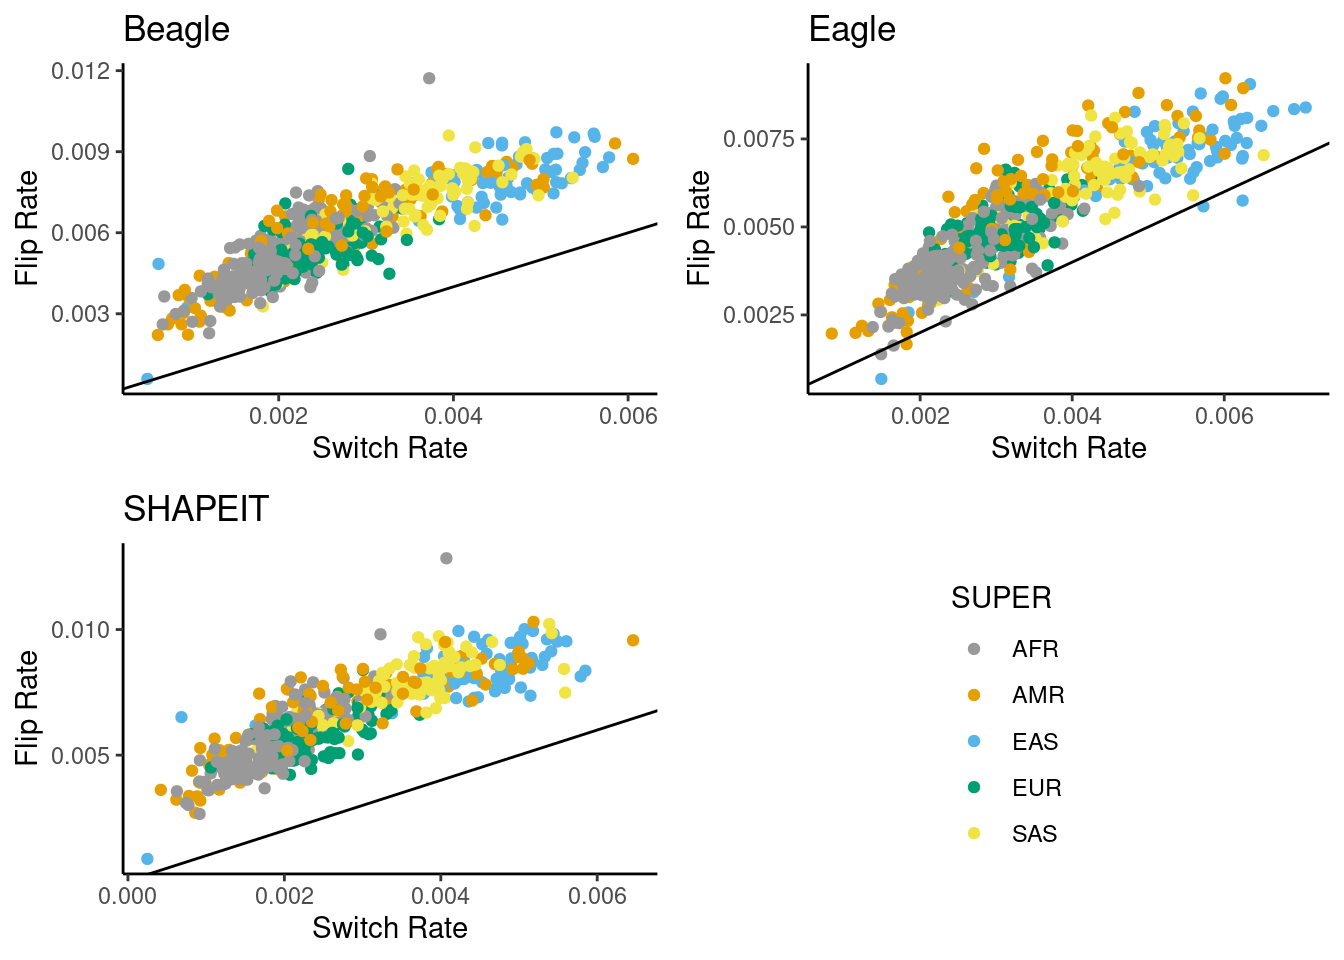 Beagle
0.012
0.009
0.006
0.003
Flip Rate
0.002 0.004 0.006
Switch Rate
Eagle
0.0075
0.0050
0.0025
Flip Rate
0.002 0.004 0.006
Switch Rate
SHAPEIT
0.010
0.005
Flip Rate
0.000 0.002 0.004 0.006
Switch Rate
SUPER
AFR
AMR
EAS
EUR
SAS